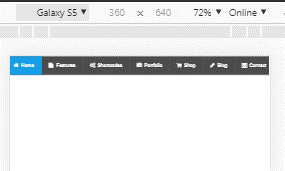 Galaxy S5 ▼ 360 × 640 72% ▼ Online ▼
Home Features Shortcodes Portfolio Shop Blog Contact